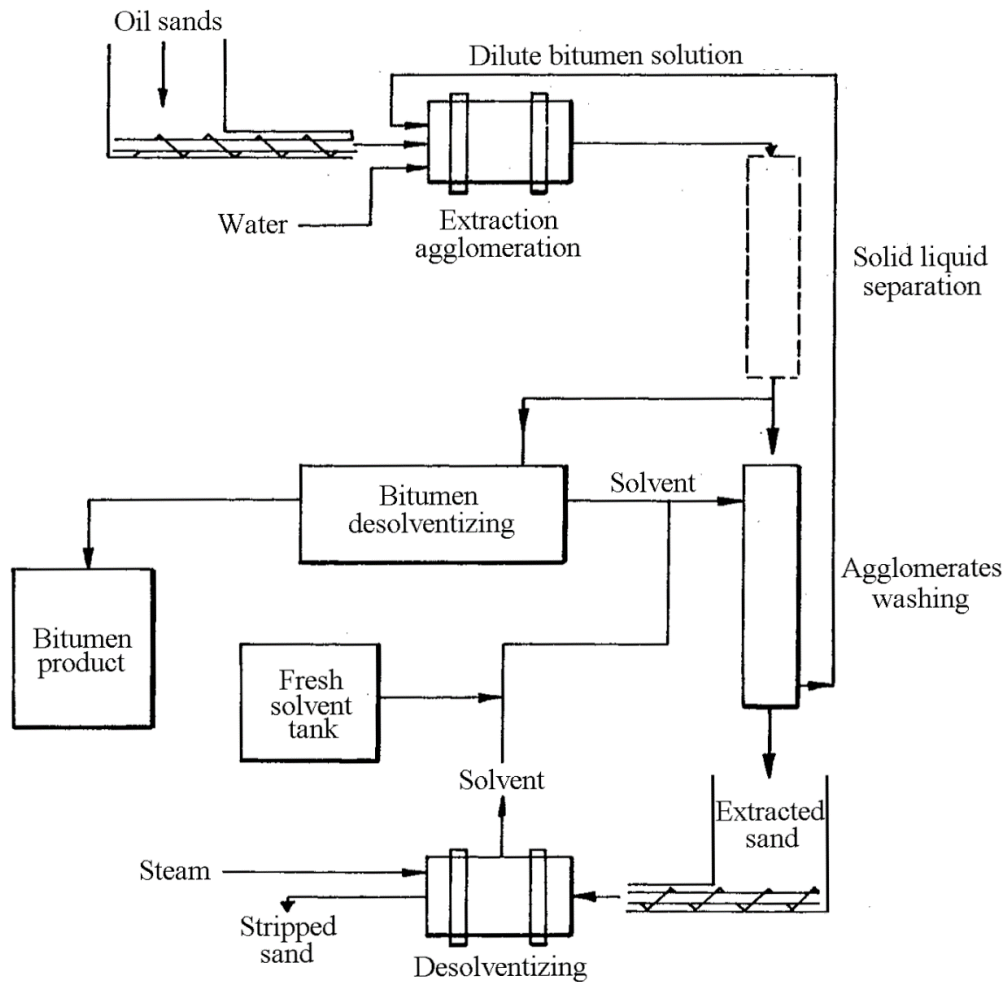 Oil sands
Dilute bitumen solution
Water
Extraction
agglomeration
Solid liquid
separation
Bitumen
desolventizing
Solvent
Agglomerates
washing
Bitumen
product
Fresh
solvent
tank
Solvent
Extracted
sand
Steam
Stripped
sand
Desolventizing